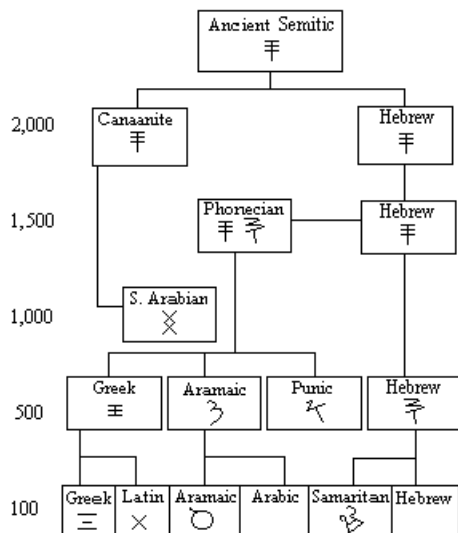 Ancient Semitic
2,000
Canaanite
Hebrew
1,500
Phonecian
Hebrew
1,000
S. Arabian
500
Greek
Aramaic
Punic
Hebrew
100
Greek
Latin
Aramaic
Arabic
Samaritan
Hebrew